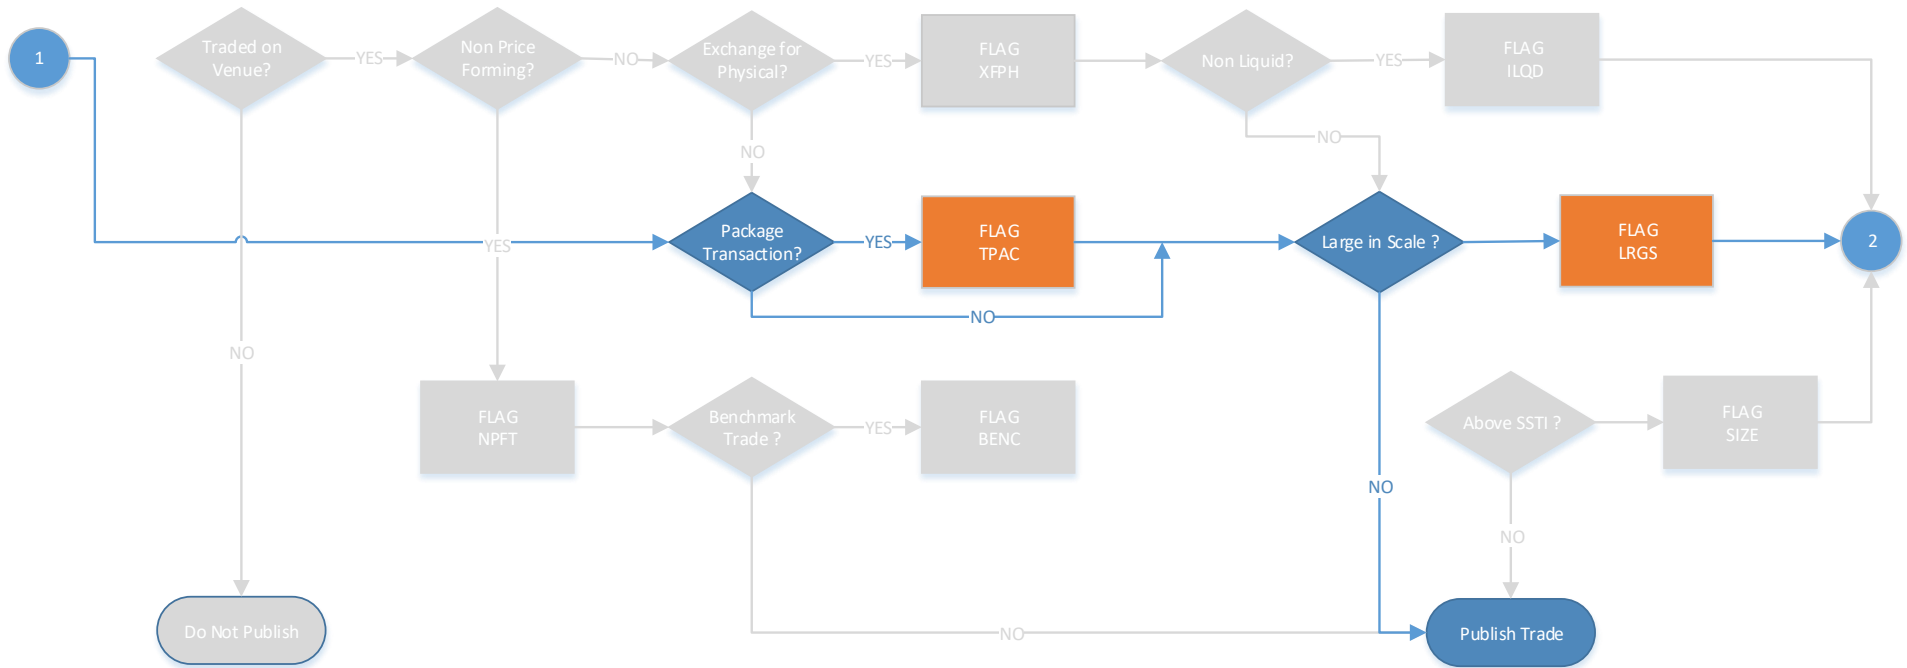 1
Traded on
Venue?
YES
Non Price
Forming?
NO
Exchange for
Physical?
YES
FLAG
XFPH
Non Liquid?
YES
FLAG
ILQD
NO
NO
YES
Package
Transaction?
YES
FLAG
TPAC
Large in Scale ?
FLAG
LRGS
2
NO
NO
FLAG
NPFT
Benchmark
Trade ?
YES
FLAG
BENC
Above SSTI ?
FLAG
SIZE
NO
NO
Do Not Publish
NO
Publish Trade